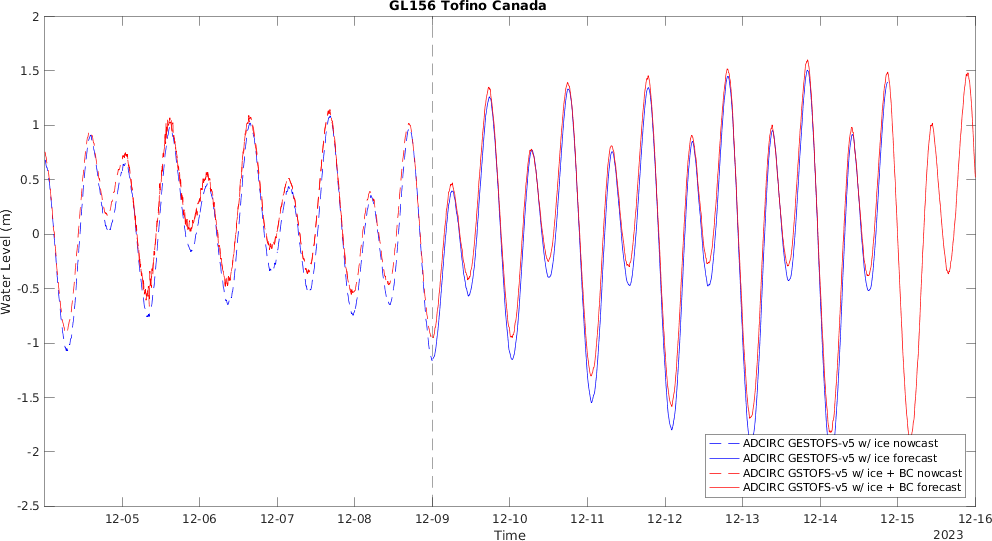 GL156 Tofino Canada
2
1.5
1
0.5
0
-0.5
-1
-1.5
-2
-2.5
Water Level (m)
ADCIRC GESTOFS-v5 w/ ice nowcast
ADCIRC GESTOFS-v5 w/ ice forecast
ADCIRC GSTOFS-v5 w/ ice + BC nowcast
ADCIRC GSTOFS-v5 w/ ice + BC forecast
12-05 12-06 12-07 12-08 12-09 12-10 12-11 12-12 12-13 12-14 12-15 12-16
Time
2023